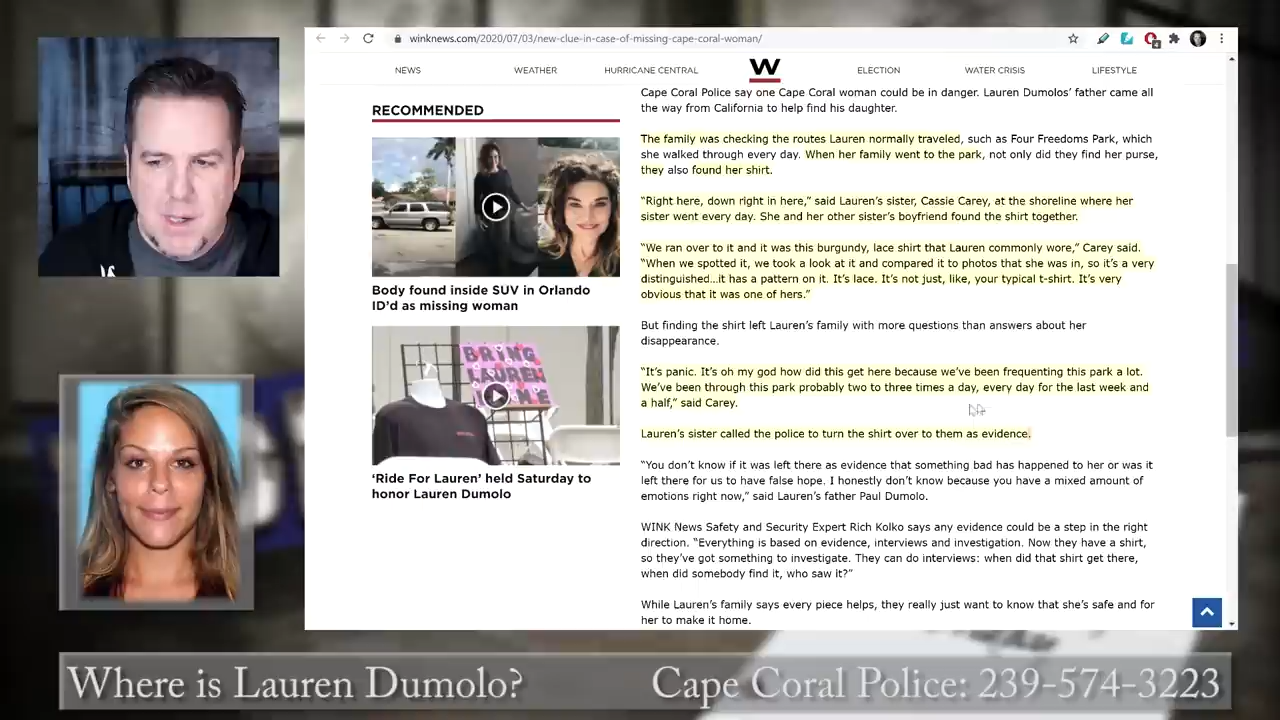 winknews.com/2020/07/03/new-clue-in-case-of-missing-cape-coral-woman/
NEWS
WEATHER
HURRICANE CENTRAL
W
ELECTION
WATER CRISIS
LIFESTYLE
RECOMMENDED
Body found inside SUV in Orlando
ID’d as missing woman
BRING
LAUREN
‘Ride For Lauren’ held Saturday to
honor Lauren Dumolo
Cape Coral Police say one Cape Coral woman could be in danger. Lauren Dumolos’ father came all
the way from California to help find his daughter.
The family was checking the routes Lauren normally traveled, such as Four Freedoms Park, which
she walked through every day. When her family went to the park, not only did they find her purse,
they also found her shirt.
“Right here, down right in here,” said Lauren’s sister, Cassie Carey, at the shoreline where her
sister went every day. She and her other sister’s boyfriend found the shirt together.
“We ran over to it and it was this burgundy, lace shirt that Lauren commonly wore,” Carey said.
“When we spotted it, we took a look at it and compared it to photos that she was in, so it’s a very
distinguished…it has a pattern on it. It’s lace. It’s not just, like, your typical t-shirt. It’s very
obvious that it was one of hers.”
But finding the shirt left Lauren’s family with more questions than answers about her
disappearance.
“It’s panic. It’s oh my god how did this get here because we’ve been frequenting this park a lot.
We’ve been through this park probably two to three times a day, every day for the last week and
a half,” said Carey.
Lauren’s sister called the police to turn the shirt over to them as evidence.
“You don’t know if it was left there as evidence that something bad has happened to her or was it
left there for us to have false hope. I honestly don’t know because you have a mixed amount of
emotions right now,” said Lauren’s father Paul Dumolo.
WINK News Safety and Security Expert Rich Kolko says any evidence could be a step in the right
direction. “Everything is based on evidence, interviews and investigation. Now they have a shirt,
so they’ve got something to investigate. They can do interviews: when did that shirt get there,
when did somebody find it, who saw it?”
While Lauren’s family says every piece helps, they really just want to know that she’s safe and for
her to make it home.
Where is Lauren Dumolo?
Cape Coral Police: 239-574-3223